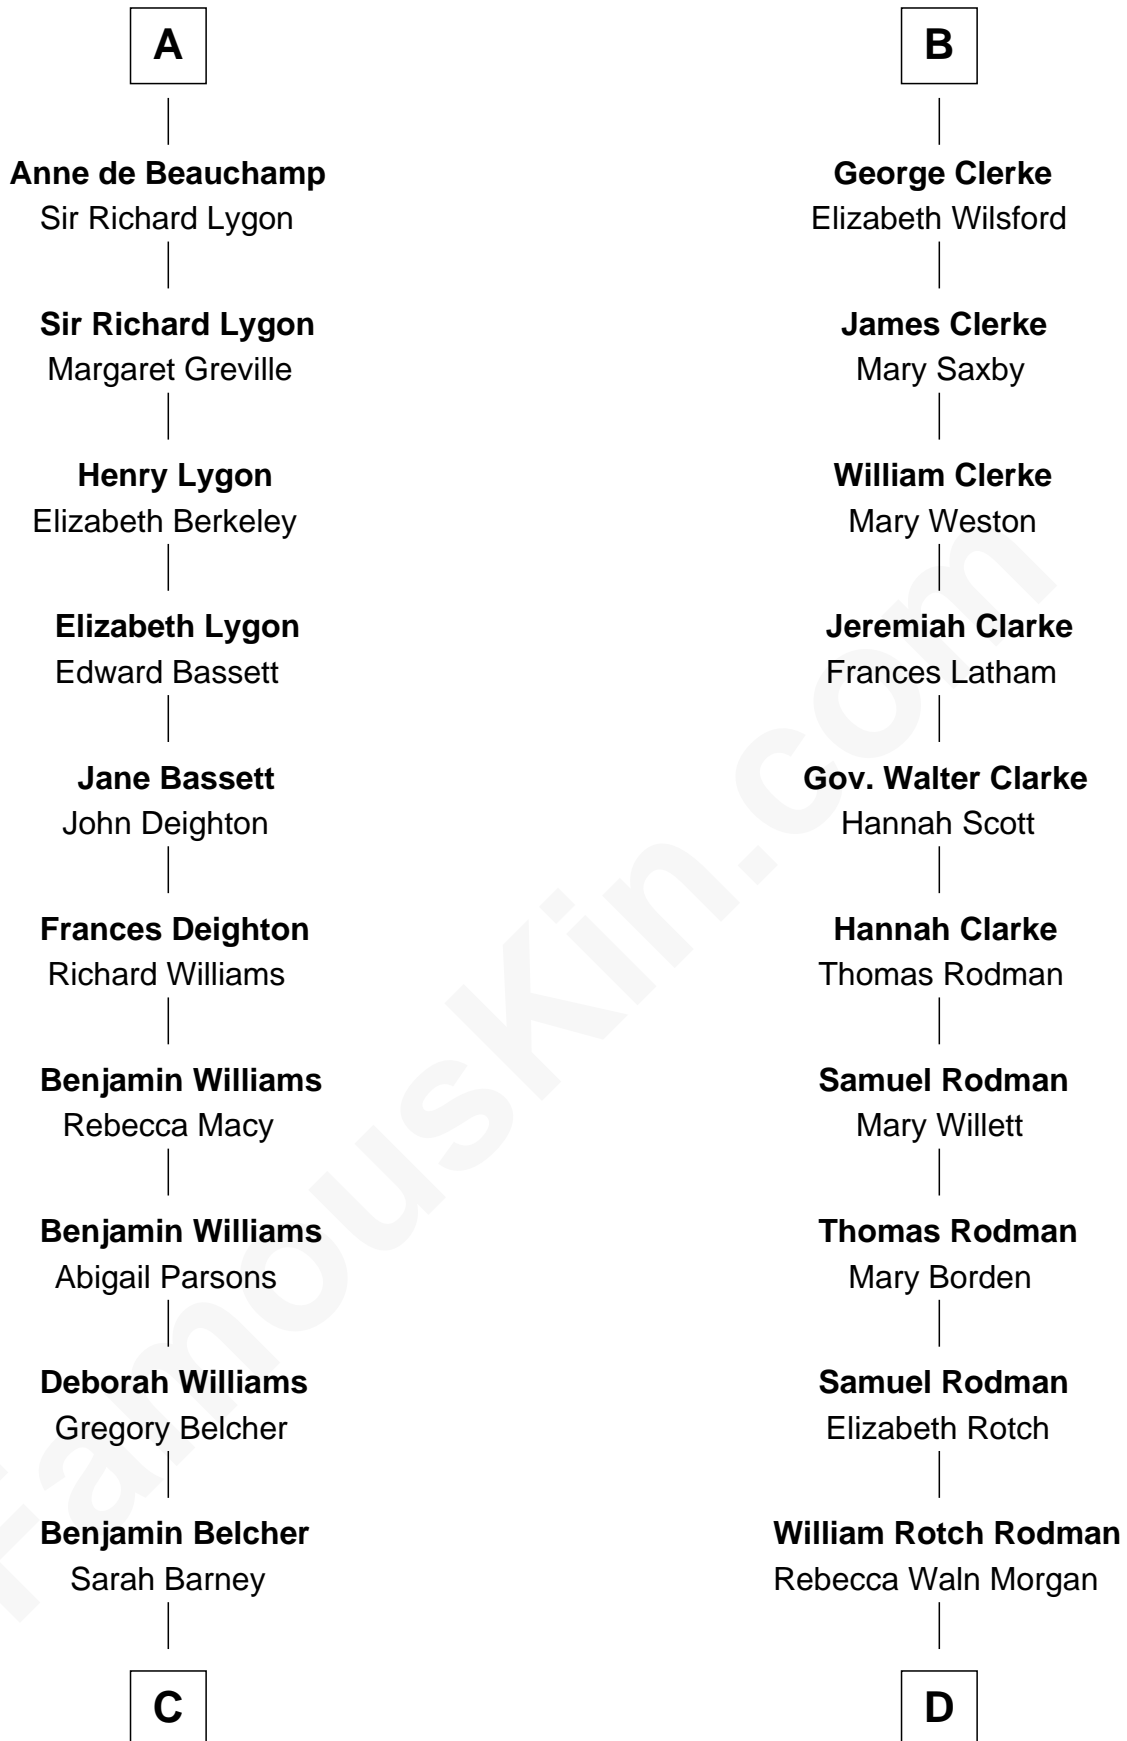 A
Anne de Beauchamp
Sir Richard Lygon
Sir Richard Lygon
Margaret Greville
Henry Lygon
Elizabeth Berkeley
Elizabeth Lygon
Edward Bassett
Jane Bassett
John Deighton
Frances Deighton
Richard Williams
Benjamin Williams
Rebecca Macy
Benjamin Williams
Abigail Parsons
Deborah Williams
Gregory Belcher
Benjamin Belcher
Sarah Barney
C
B
George Clerke
Elizabeth Wilsford
James Clerke
Mary Saxby
William Clerke
Mary Weston
Jeremiah Clarke
Frances Latham
Gov. Walter Clarke
Hannah Scott
Hannah Clarke
Thomas Rodman
Samuel Rodman
Mary Willett
Thomas Rodman
Mary Borden
Samuel Rodman
Elizabeth Rotch
William Rotch Rodman
Rebecca Waln Morgan
D
FamousKin.com